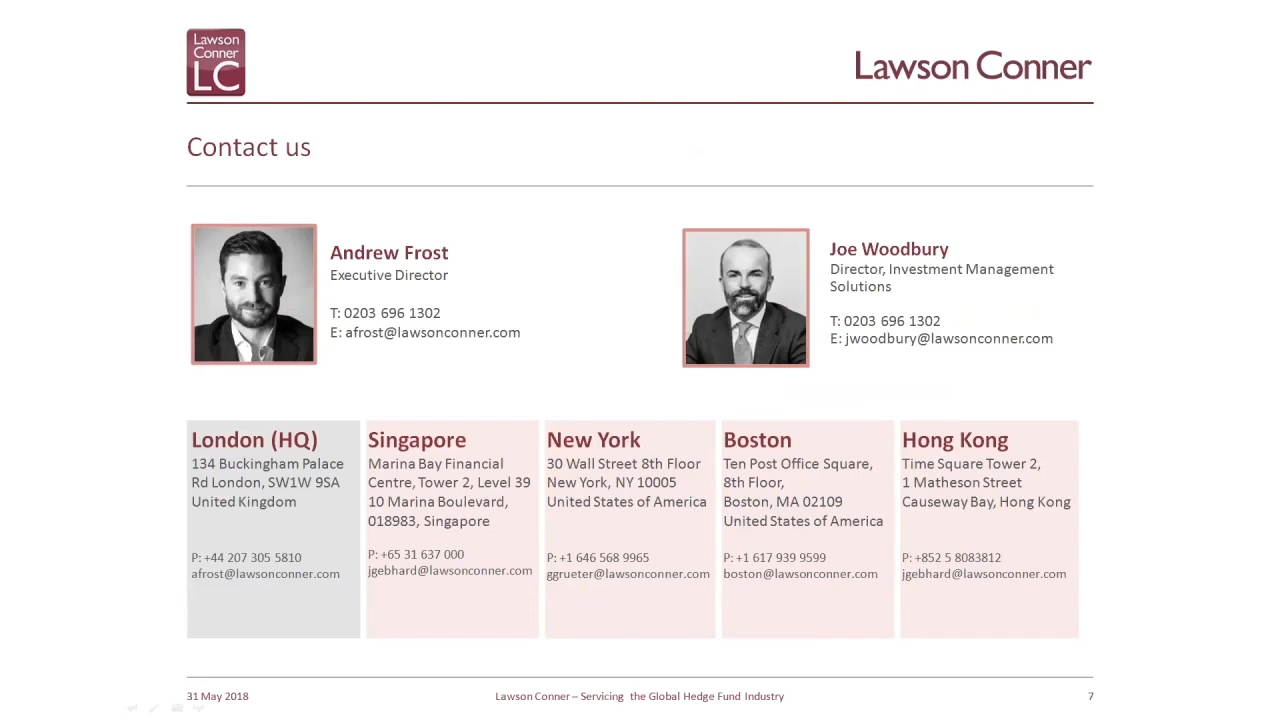 Lawson
Conner
LC
Lawson Conner
Contact us
Andrew Frost
Executive Director
T: 0203 696 1302
E: afrost@lawsonconner.com
Joe Woodbury
Director, Investment Management
Solutions
T: 0203 696 1302
E: jwoodbury@lawsonconner.com
London (HQ)
134 Buckingham Palace
Rd London, SW1W 9SA
United Kingdom
P: +44 207 305 5810
afrost@lawsonconner.com
Singapore
Marina Bay Financial
Centre, Tower 2, Level 39
10 Marina Boulevard,
018983, Singapore
P: +65 31 637 000
jgebhard@lawsonconner.com
New York
30 Wall Street 8th Floor
New York, NY 10005
United States of America
P: +1 646 568 9965
ggrueter@lawsonconner.com
Boston
Ten Post Office Square,
8th Floor,
Boston, MA 02109
United States of America
P: +1 617 939 9599
boston@lawsonconner.com
Hong Kong
Time Square Tower 2,
1 Matheson Street
Causeway Bay, Hong Kong
P: +852 5 8083812
jgebhard@lawsonconner.com
31 May 2018
Lawson Conner – Servicing the Global Hedge Fund Industry
7